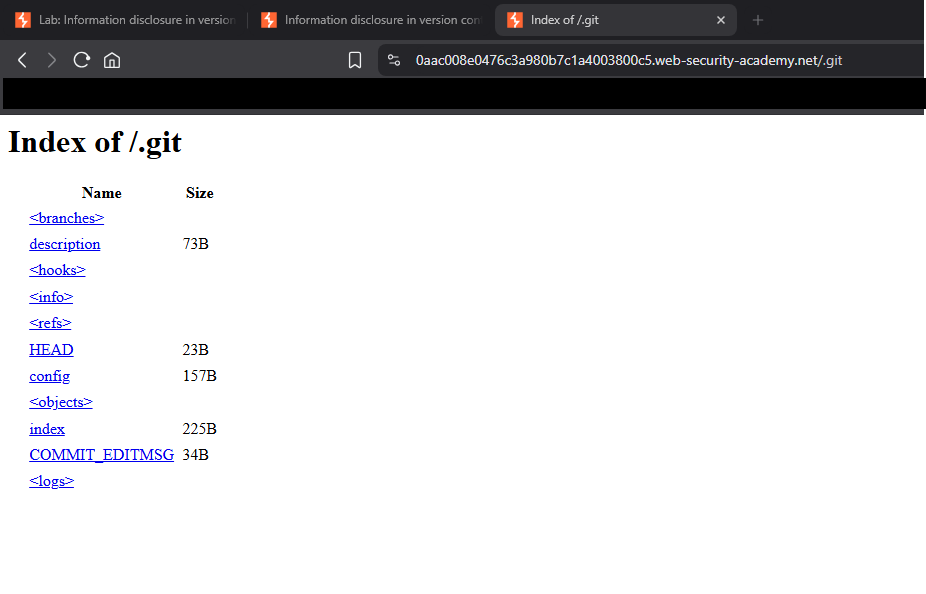 Lab: Information disclosure in version
Information disclosure in version con
Index of /.git
0aac008e0476c3a980b7c1a4003800c5.web-security-academy.net/.git
Index of /.git
Name Size
<branches>
description 73B
<hooks>
<info>
<refs>
HEAD 23B
config 157B
<objects>
index 225B
COMMIT_EDITMSG 34B
<logs>